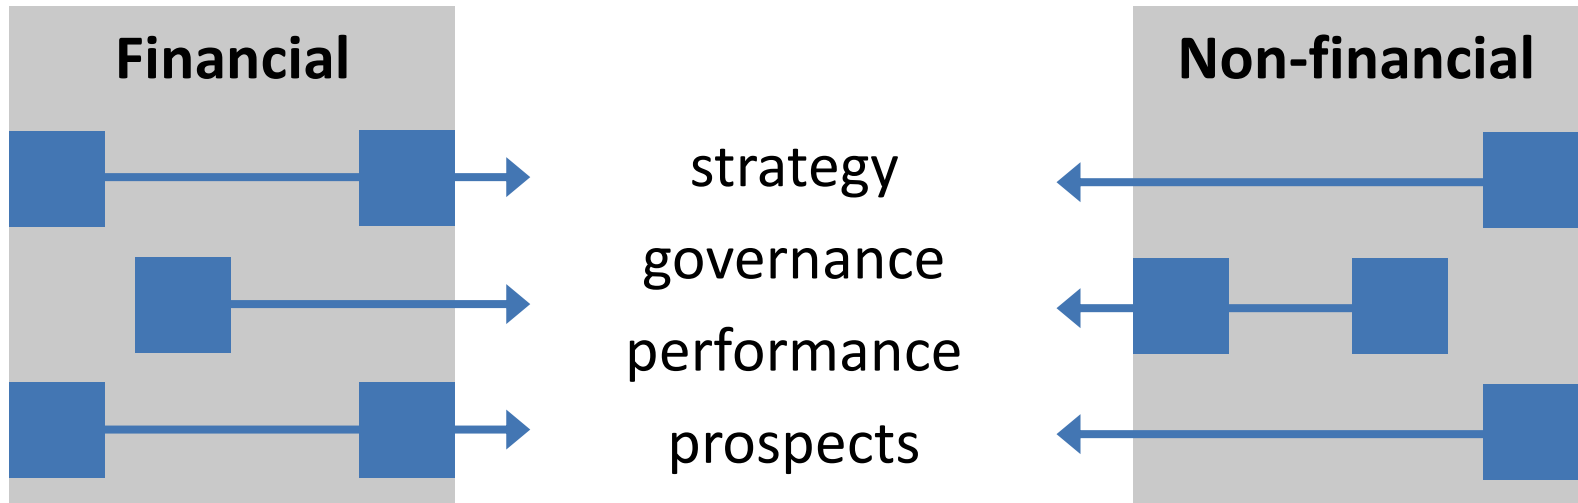 Financial
Non-financial
strategy
governance
performance
prospects